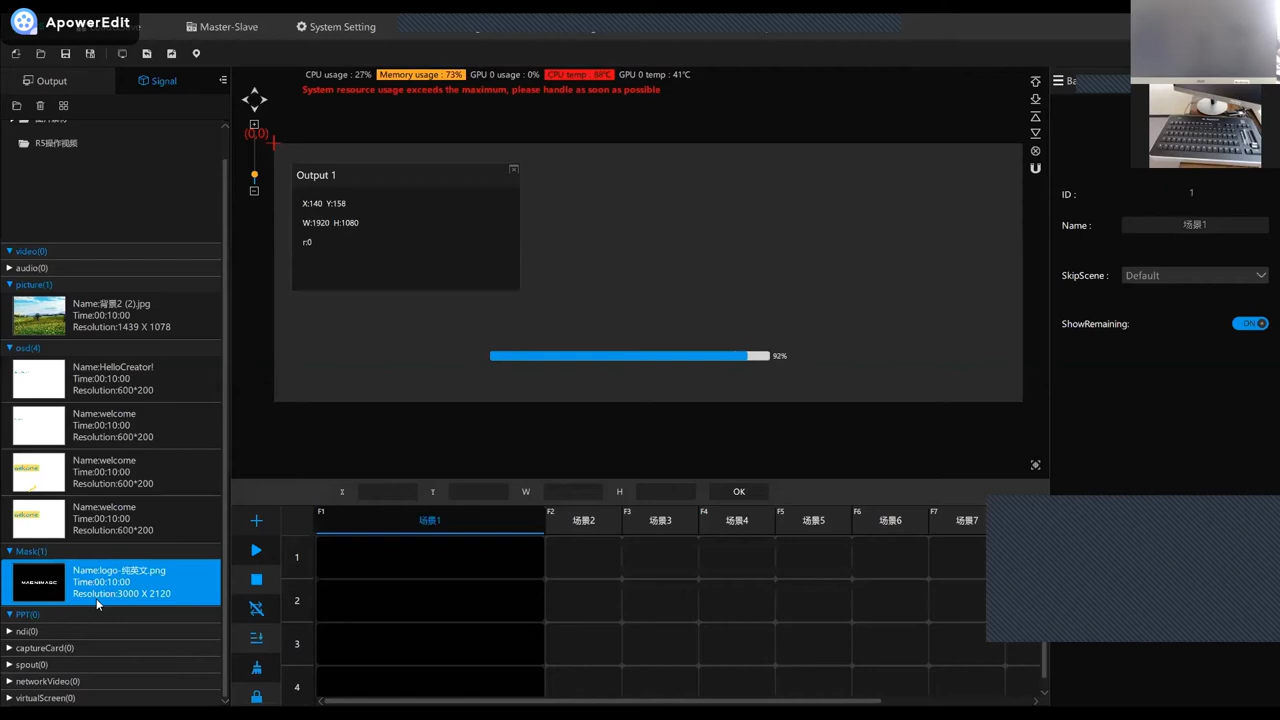 ApowerEdit
Master-Slave
System Setting
Output
Signal
CPU usage : 27%
Memory usage : 73%
GPU 0 usage : 0%
CPU temp : 88℃
GPU 0 temp : 41℃
System resource usage exceeds the maximum, please handle as soon as possible
(0,0)
R5操作视频
Output 1
X:140 Y:158
W:1920 H:1080
r:0
92%
Ba
ID :
1
Name :
场景1
SkipScene :
Default
ShowRemaining:
ON
video(0)
audio(0)
picture(1)
Name:背景2 (2).jpg
Time:00:10:00
Resolution:1439 X 1078
osd(4)
Name:HelloCreator!
Time:00:10:00
Resolution:600*200
Name:welcome
Time:00:10:00
Resolution:600*200
welcome
Name:welcome
Time:00:10:00
Resolution:600*200
welcome
Name:welcome
Time:00:10:00
Resolution:600*200
Mask(1)
MAGNIMAGE
Name:logo-纯英文.png
Time:00:10:00
Resolution:3000 X 2120
PPT(0)
ndi(0)
captureCard(0)
spout(0)
networkVideo(0)
virtualScreen(0)
X
Y
W
H
OK
F1
场景1
F2
场景2
F3
场景3
F4
场景4
F5
场景5
F6
场景6
F7
场景7
1
2
3
4